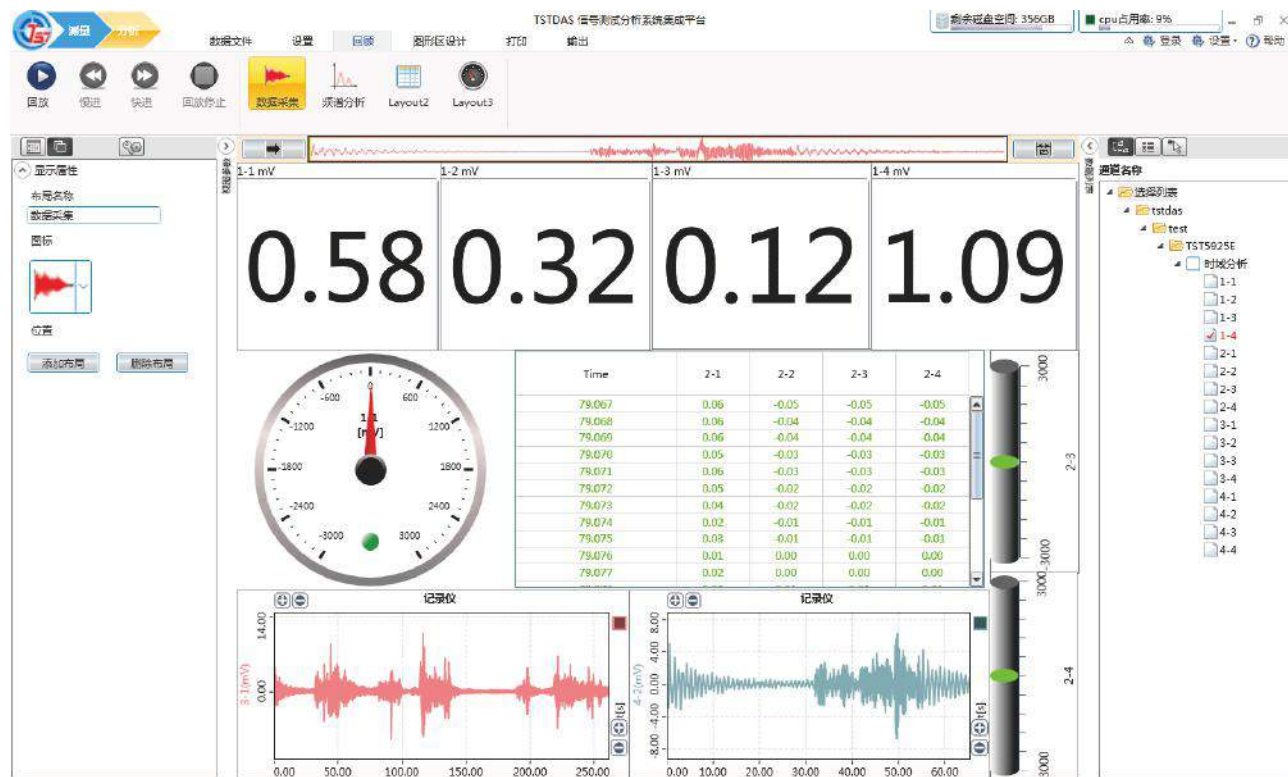 TST 测量 分析
TSTDAS 信号测试分析系统集成平台
剩余磁盘空间: 356GB
cpu占用率: 9%
数据文件 设置 回顾 图形区设计 打印 输出
登录 设置 帮助
回放 慢进 快进 回放停止 数据采集 频谱分析 Layout2 Layout3
显示属性
布局名称
数据采集
图标
位置
添加布局 删除布局
1-1 mV 1-2 mV 1-3 mV 1-4 mV
0.58 0.32 0.12 1.09
0
-600 600
1-1
[mV]
-1200 1200
-1800 1800
-2400 2400
-3000 3000
Time 2-1 2-2 2-3 2-4
79.067 0.06 -0.05 -0.05 -0.05
79.068 0.06 -0.04 -0.04 -0.04
79.069 0.06 -0.04 -0.04 -0.04
79.070 0.05 -0.03 -0.03 -0.03
79.071 0.06 -0.03 -0.03 -0.03
79.072 0.05 -0.02 -0.02 -0.02
79.073 0.04 -0.02 -0.02 -0.02
79.074 0.02 -0.01 -0.01 -0.01
79.075 0.03 -0.01 -0.01 -0.01
79.076 0.01 0.00 0.00 0.00
79.077 0.02 0.00 0.00 0.00
3000
2-3
-3000
3000
2-4
3000
记录仪
14.00
0.00
3-1(mV)
t[s]
0.00 50.00 100.00 150.00 200.00 250.00
记录仪
8.00
4.00
0.00
-4.00
-8.00
4-2(mV)
t[s]
0.00 10.00 20.00 30.00 40.00 50.00 60.00
通道名称
选择列表
tstdas
test
TST5925E
时域分析
1-1
1-2
1-3
1-4
2-1
2-2
2-3
2-4
3-1
3-2
3-3
3-4
4-1
4-2
4-3
4-4